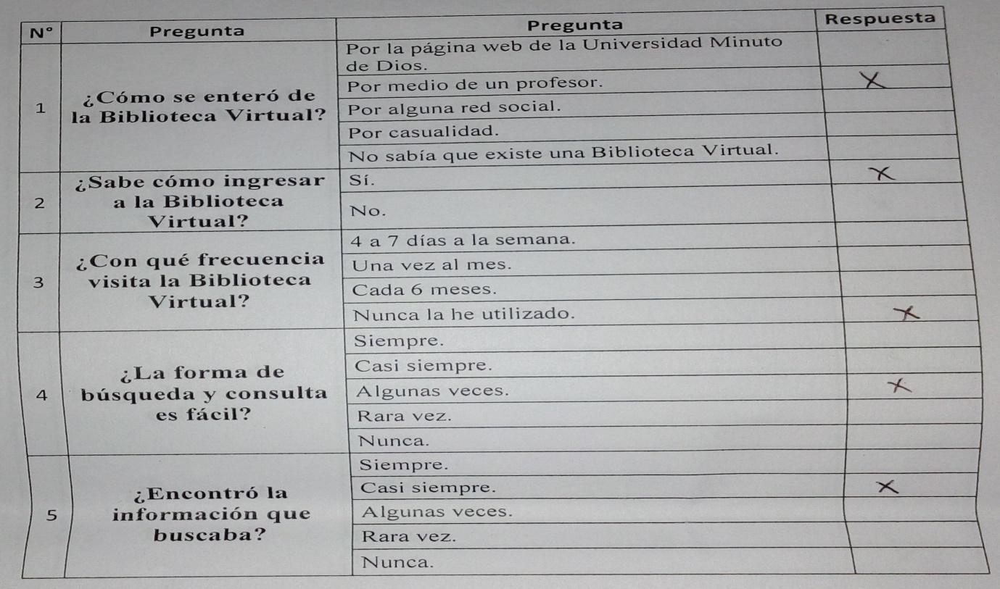 N° Pregunta Pregunta Respuesta
Por la página web de la Universidad Minuto
de Dios.
Por medio de un profesor. X
1 ¿Cómo se enteró de
la Biblioteca Virtual?
Por alguna red social.
Por casualidad.
No sabía que existe una Biblioteca Virtual.
2 ¿Sabe cómo ingresar
a la Biblioteca
Virtual?
Sí. X
No.
3 ¿Con qué frecuencia
visita la Biblioteca
Virtual?
4 a 7 días a la semana.
Una vez al mes.
Cada 6 meses.
Nunca la he utilizado. X
4 ¿La forma de
búsqueda y consulta
es fácil?
Siempre.
Casi siempre.
Algunas veces. X
Rara vez.
Nunca.
5 ¿Encontró la
información que
buscaba?
Siempre.
Casi siempre. X
Algunas veces.
Rara vez.
Nunca.